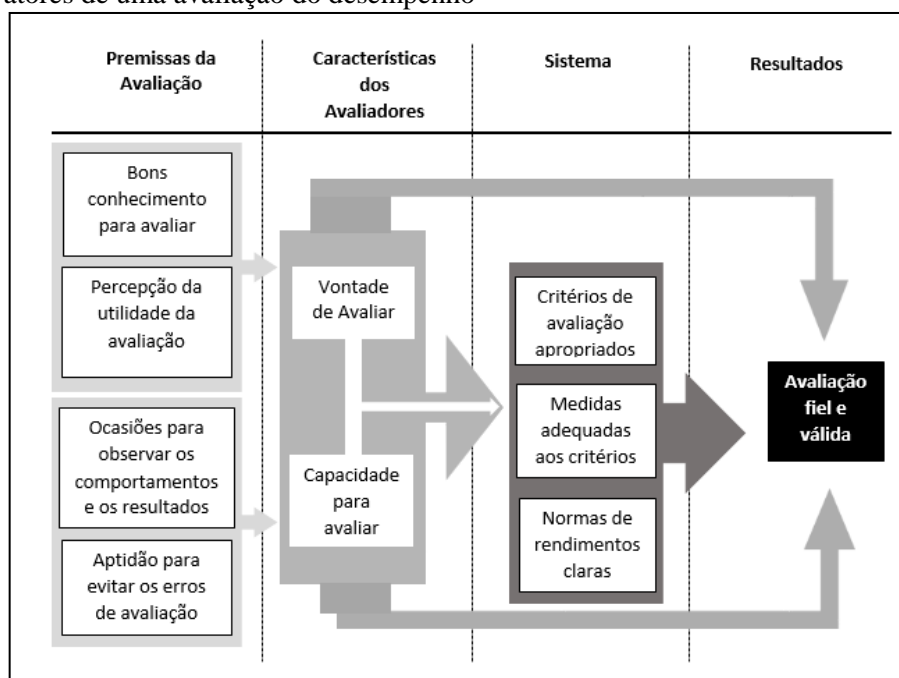 atores de uma avaliação do desempenho
Premissas da
Avaliação
Características
dos
Avaliadores
Sistema
Resultados
Bons
conhecimento
para avaliar
Percepção da
utilidade da
avaliação
Ocasiões para
observar os
comportamentos
e os resultados
Aptidão para
evitar os erros
de avaliação
Vontade
de Avaliar
Capacidade
para
avaliar
Critérios de
avaliação
apropriados
Medidas
adequadas
aos critérios
Normas de
rendimentos
claras
Avaliação
fiel e
válida